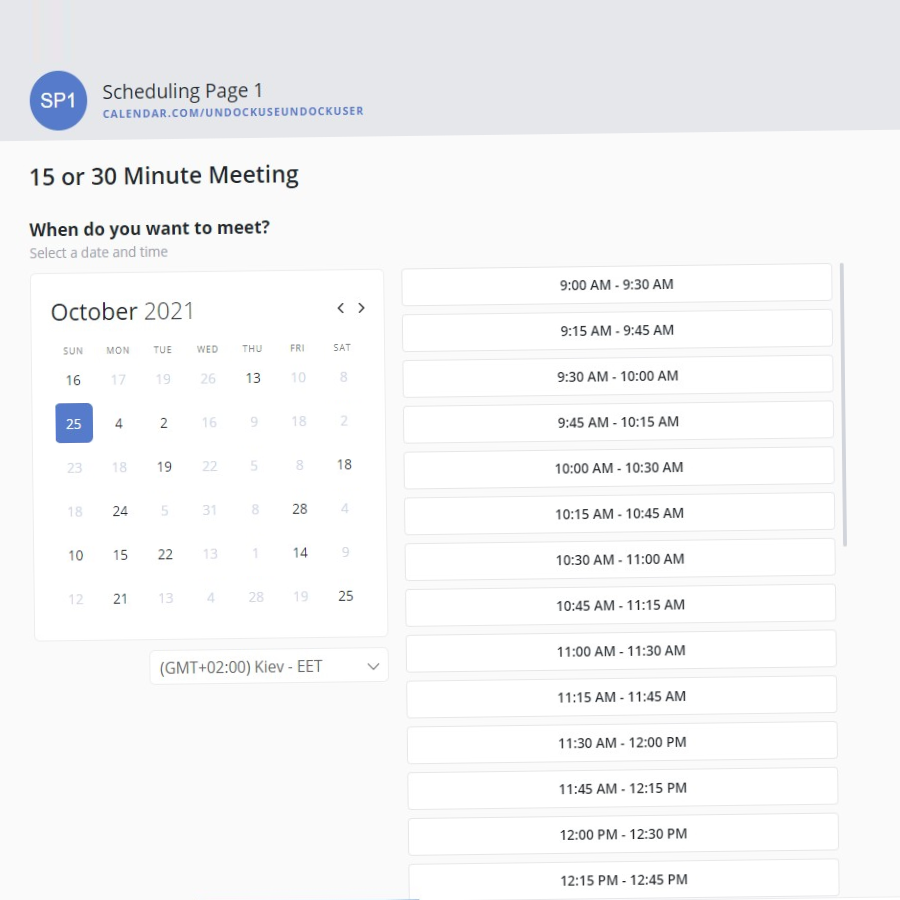 SP1
Scheduling Page 1
CALENDAR.COM/UNDOCKUSEUNDOCKUSER
15 or 30 Minute Meeting
When do you want to meet?
Select a date and time
October 2021
SUN MON TUE WED THU FRI SAT
16 17 19 26 13 10 8
25 4 2 16 9 18 2
23 18 19 22 5 8 18
18 24 5 31 8 28 4
10 15 22 13 1 14 9
12 21 13 4 28 19 25
(GMT+02:00) Kiev - EET
9:00 AM - 9:30 AM
9:15 AM - 9:45 AM
9:30 AM - 10:00 AM
9:45 AM - 10:15 AM
10:00 AM - 10:30 AM
10:15 AM - 10:45 AM
10:30 AM - 11:00 AM
10:45 AM - 11:15 AM
11:00 AM - 11:30 AM
11:15 AM - 11:45 AM
11:30 AM - 12:00 PM
11:45 AM - 12:15 PM
12:00 PM - 12:30 PM
12:15 PM - 12:45 PM